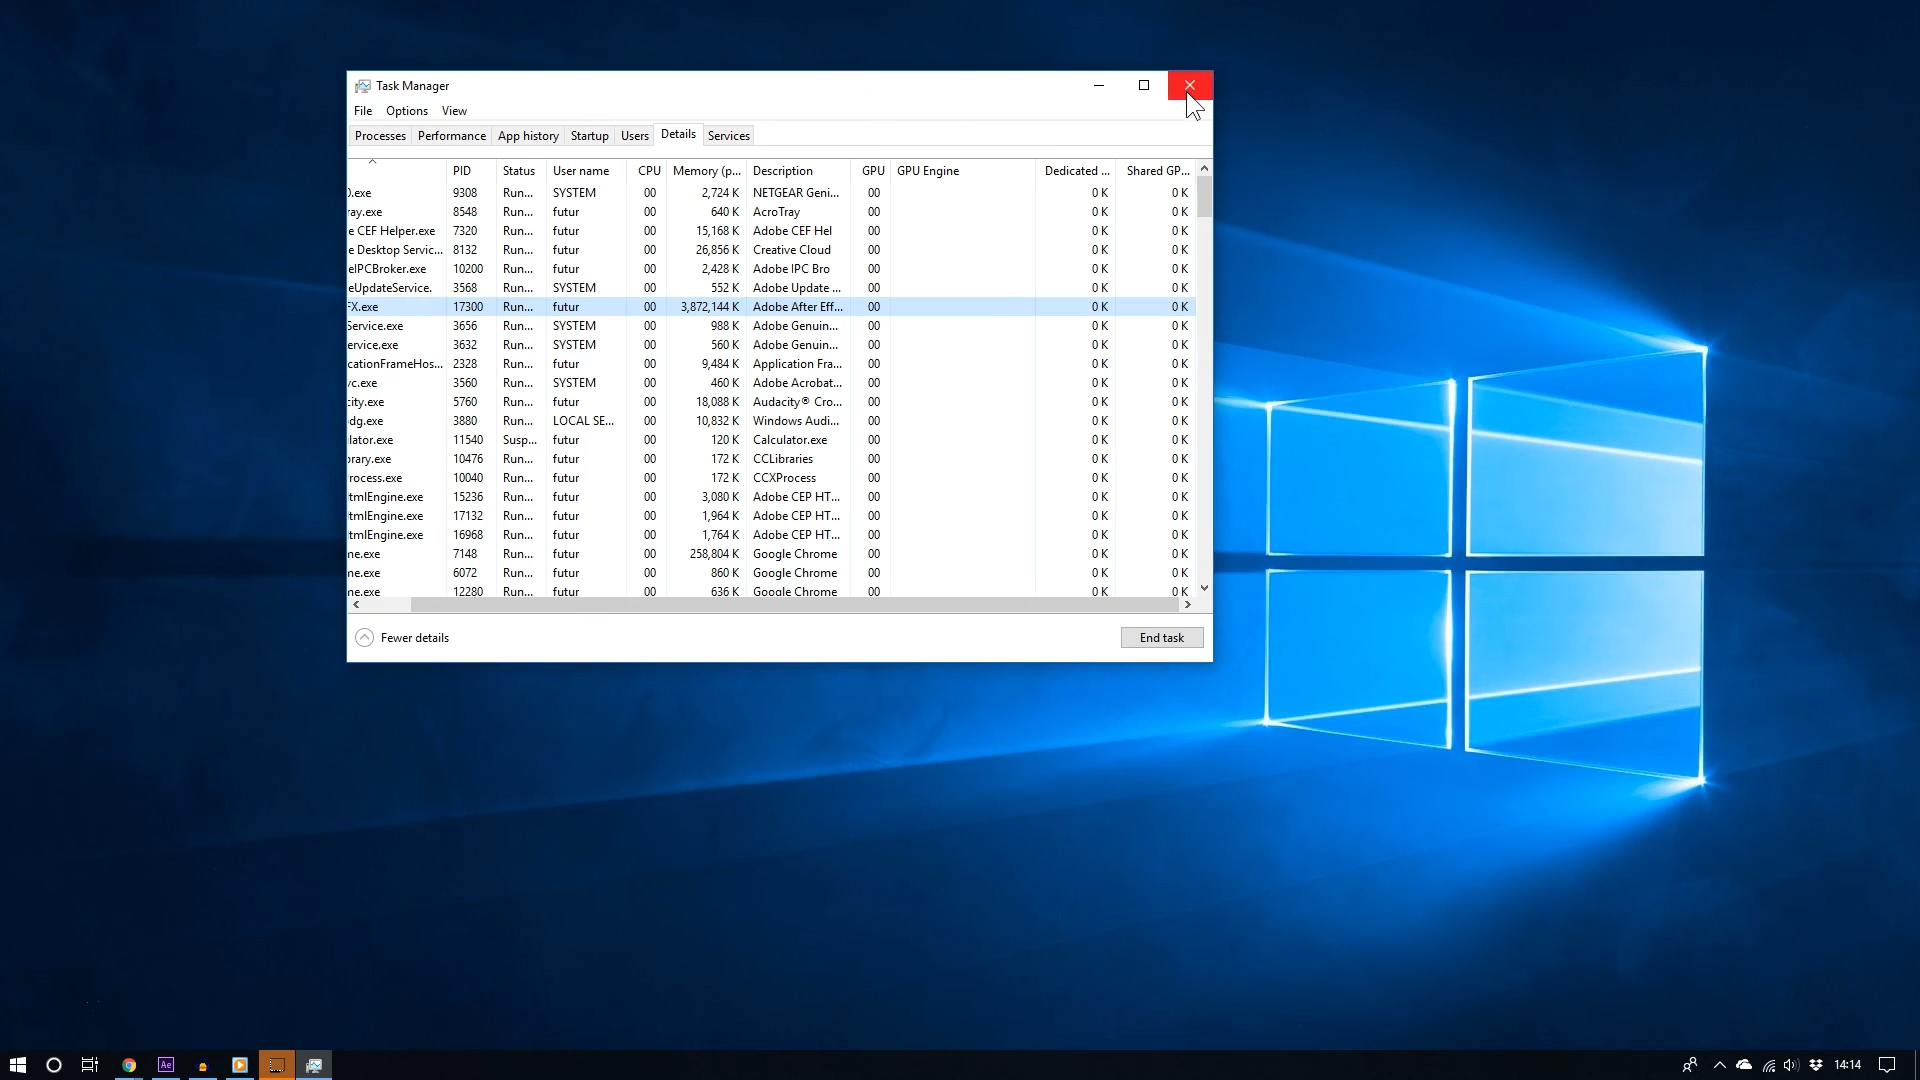 Task Manager
File Options View
Processes Performance App history Startup Users Details Services
PID Status User name CPU Memory (p... Description GPU GPU Engine Dedicated ... Shared GP...
0.exe 9308 Run... SYSTEM 00 2,724 K NETGEAR Geni... 00 0 K 0 K
ray.exe 8548 Run... futur 00 640 K AcroTray 00 0 K 0 K
e CEF Helper.exe 7320 Run... futur 00 15,168 K Adobe CEF Hel 00 0 K 0 K
e Desktop Servic... 8132 Run... futur 00 26,856 K Creative Cloud 00 0 K 0 K
eIPCBroker.exe 10200 Run... futur 00 2,428 K Adobe IPC Bro 00 0 K 0 K
eUpdateService. 3568 Run... SYSTEM 00 552 K Adobe Update ... 00 0 K 0 K
FX.exe 17300 Run... futur 00 3,872,144 K Adobe After Eff... 00 0 K 0 K
Service.exe 3656 Run... SYSTEM 00 988 K Adobe Genuin... 00 0 K 0 K
ervice.exe 3632 Run... SYSTEM 00 560 K Adobe Genuin... 00 0 K 0 K
cationFrameHos... 2328 Run... futur 00 9,484 K Application Fra... 00 0 K 0 K
vc.exe 3560 Run... SYSTEM 00 460 K Adobe Acrobat... 00 0 K 0 K
city.exe 5760 Run... futur 00 18,088 K Audacity® Cro... 00 0 K 0 K
dg.exe 3880 Run... LOCAL SE... 00 10,832 K Windows Audi... 00 0 K 0 K
lator.exe 11540 Susp... futur 00 120 K Calculator.exe 00 0 K 0 K
brary.exe 10476 Run... futur 00 172 K CCLibraries 00 0 K 0 K
rocess.exe 10040 Run... futur 00 172 K CCXProcess 00 0 K 0 K
tmlEngine.exe 15236 Run... futur 00 3,080 K Adobe CEP HT... 00 0 K 0 K
tmlEngine.exe 17132 Run... futur 00 1,964 K Adobe CEP HT... 00 0 K 0 K
tmlEngine.exe 16968 Run... futur 00 1,764 K Adobe CEP HT... 00 0 K 0 K
ne.exe 7148 Run... futur 00 258,804 K Google Chrome 00 0 K 0 K
ne.exe 6072 Run... futur 00 860 K Google Chrome 00 0 K 0 K
ne.exe 12280 Run... futur 00 636 K Google Chrome 00 0 K 0 K
Fewer details End task
Ae 14:14